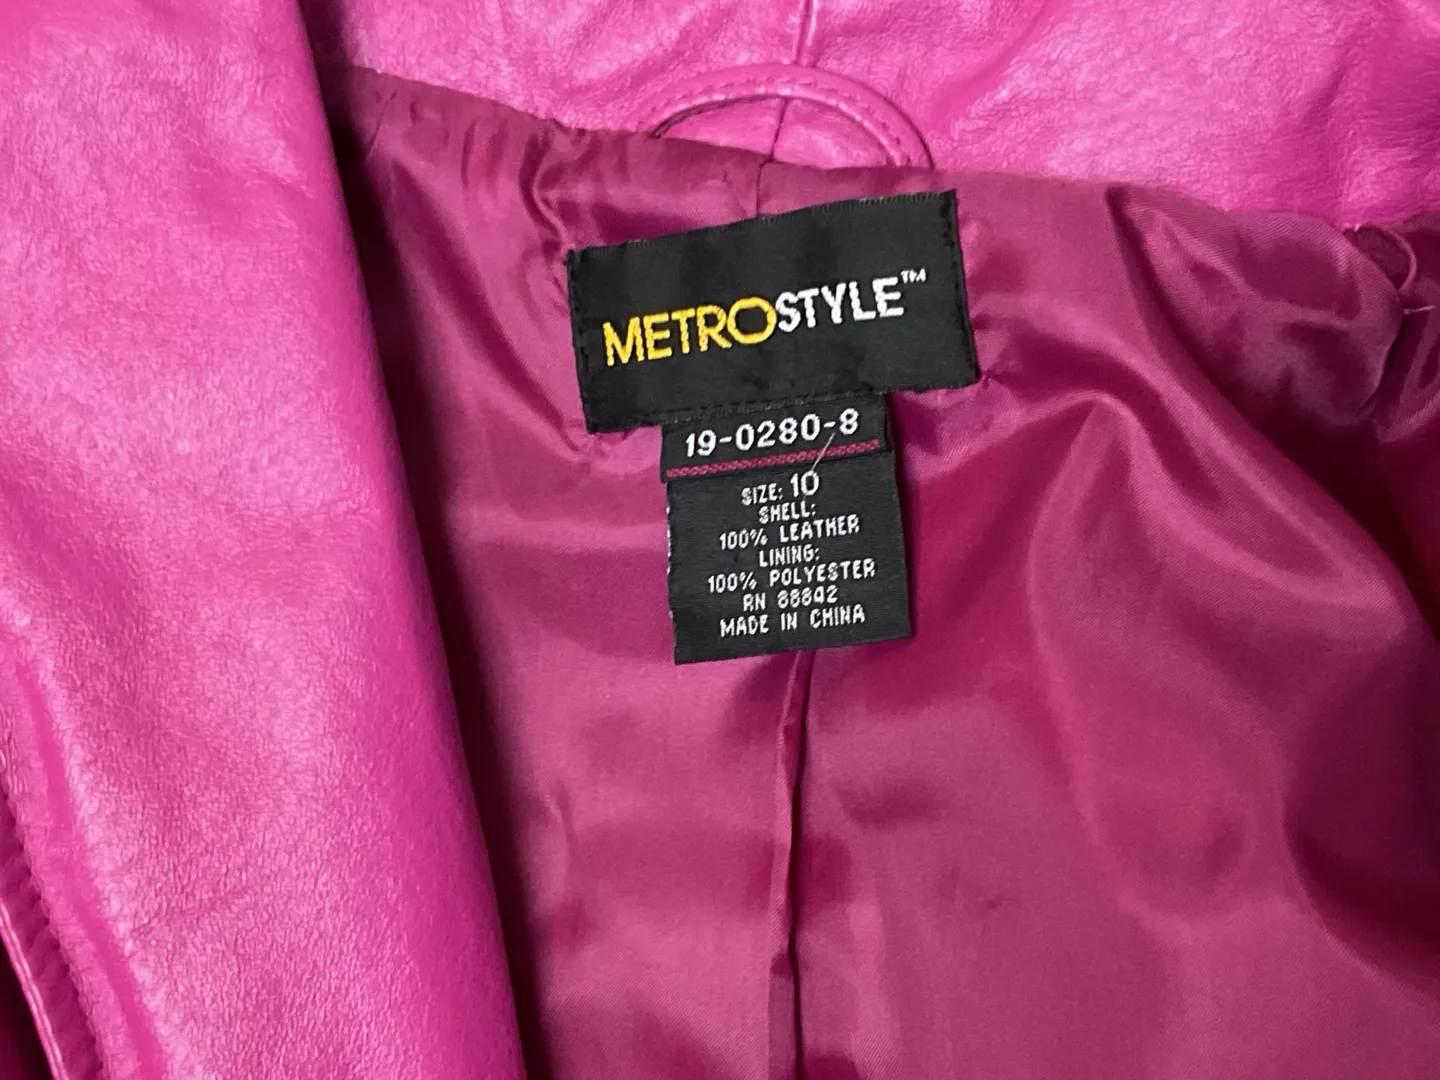 METROSTYLE™
19-0280-8
SIZE: 10
SHELL:
100% LEATHER
LINING:
100% POLYESTER
RN 88842
MADE IN CHINA